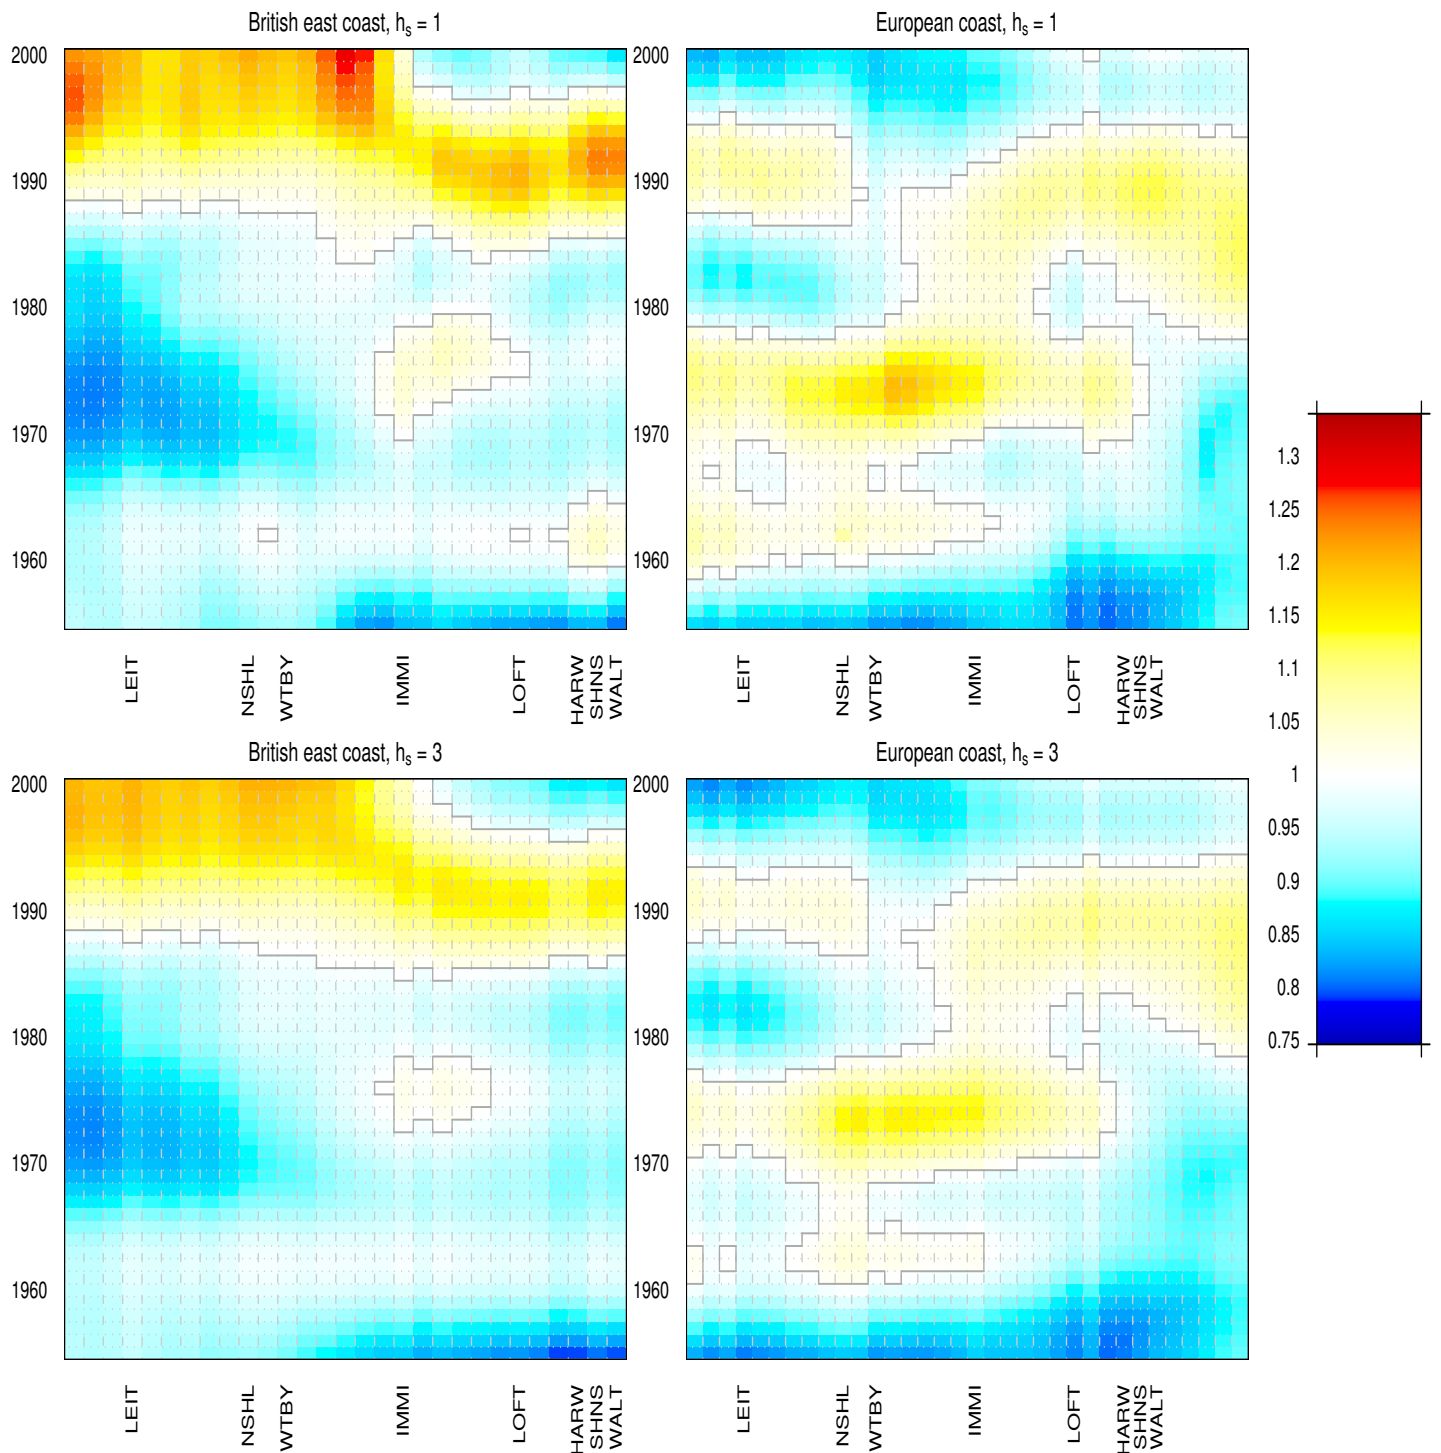 British east coast, hs = 1
European coast, hs = 1
2000
1990
1980
1970
1960
2000
1990
1980
1970
1960
LEIT
NSHL
WTBY
IMMI
LOFT
HARW
SHNS
WALT
LEIT
NSHL
WTBY
IMMI
LOFT
HARW
SHNS
WALT
1.3
1.25
1.2
1.15
1.1
1.05
1
0.95
0.9
0.85
0.8
0.75
British east coast, hs = 3
European coast, hs = 3
2000
1990
1980
1970
1960
2000
1990
1980
1970
1960
LEIT
NSHL
WTBY
IMMI
LOFT
HARW
SHNS
WALT
LEIT
NSHL
WTBY
IMMI
LOFT
HARW
SHNS
WALT